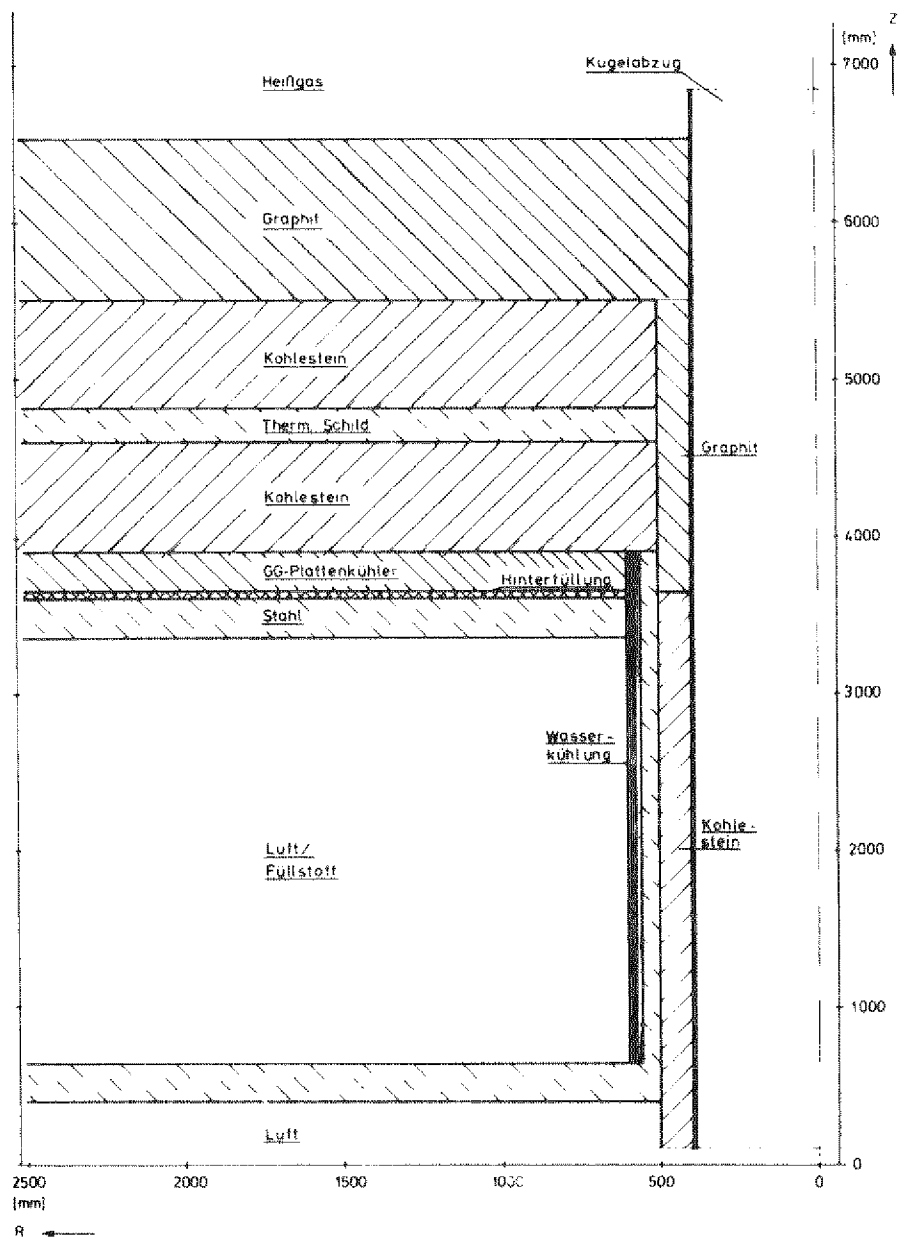 Z
(mm)
Kugelabzug
7000
Heißgas
Graphit
6000
Kohlestein
5000
Therm. Schild
Graphit
Kohlestein
4000
GG-Plattenkühler
Hinterfüllung
Stahl
3000
Wasser-
kühlung
Kohle-
stein
Luft/
Füllstoff
2000
1000
Luft
0
2500
2000
1500
1000
500
0
(mm)
R